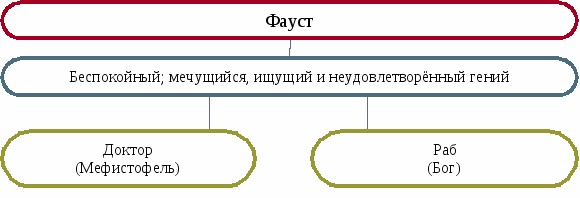 Фауст
Беспокойный; мечущийся, ищущий и неудовлетворённый гений
Доктор
(Мефистофель)
Раб
(Бог)